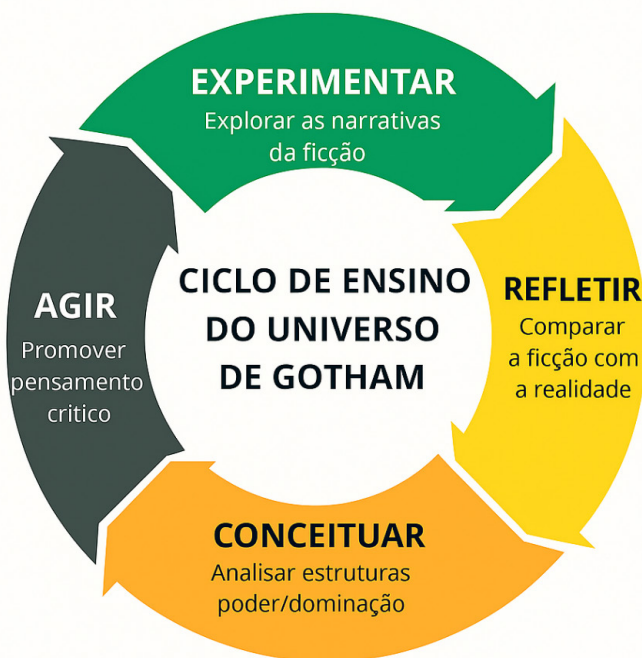 EXPERIMENTAR
Explorar as narrativas
da ficção
CICLO DE ENSINO
DO UNIVERSO
DE GOTHAM
REFLETIR
Comparar
a ficção com
a realidade
CONCEITUAR
Analisar estruturas
poder/dominação
AGIR
Promover
pensamento
critico